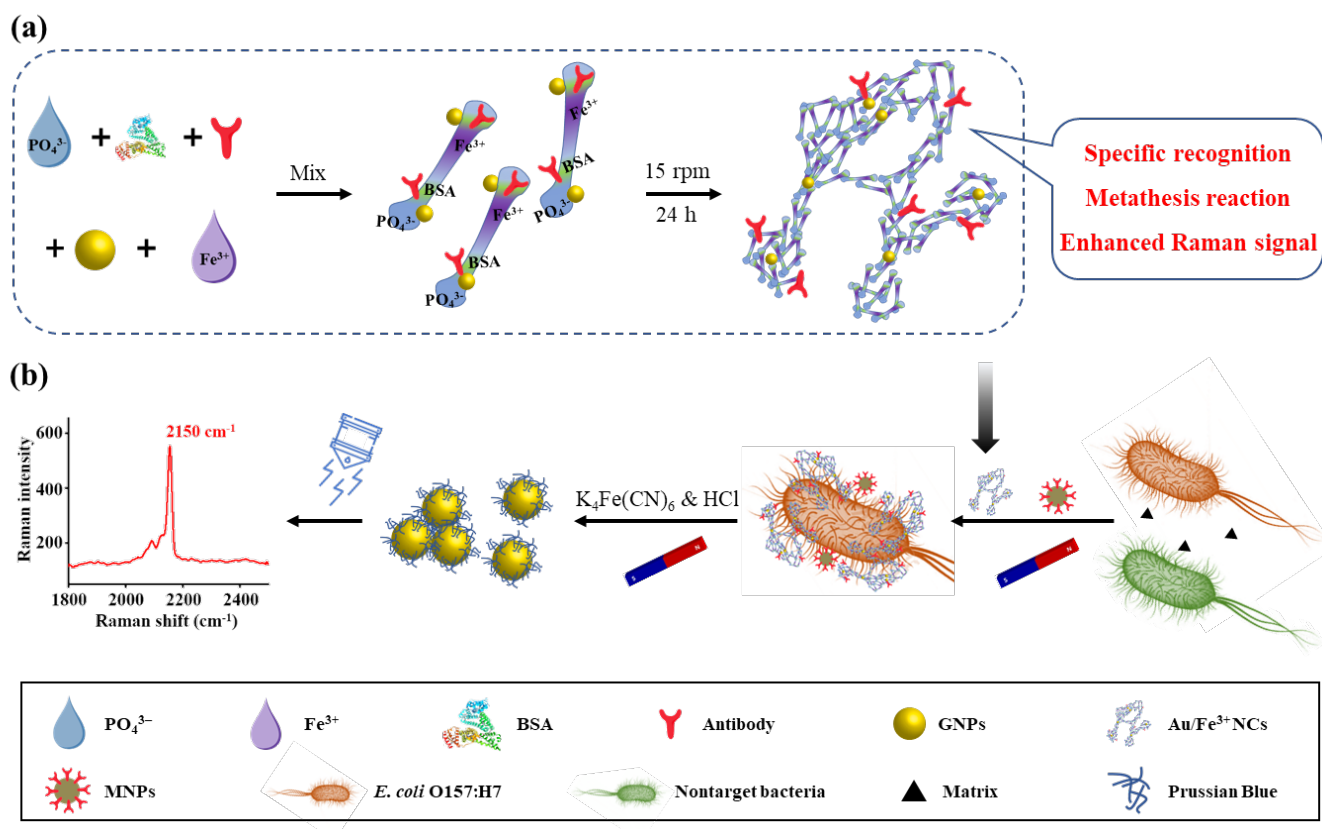 (a)
PO₄³⁻
+
+
+
+
Fe³⁺
Mix
Fe³⁺
BSA
PO₄³⁻
Fe³⁺
BSA
PO₄³⁻
Fe³⁺
BSA
PO₄³⁻
15 rpm
24 h
Specific recognition
Metathesis reaction
Enhanced Raman signal
(b)
Raman intensity
600
400
200
2150 cm⁻¹
1800
2000
2200
2400
Raman shift (cm⁻¹)
K₄Fe(CN)₆ & HCl
S
N
S
N
PO₄³⁻
Fe³⁺
BSA
Antibody
GNPs
Au/Fe³⁺ NCs
MNPs
E. coli O157:H7
Nontarget bacteria
Matrix
Prussian Blue